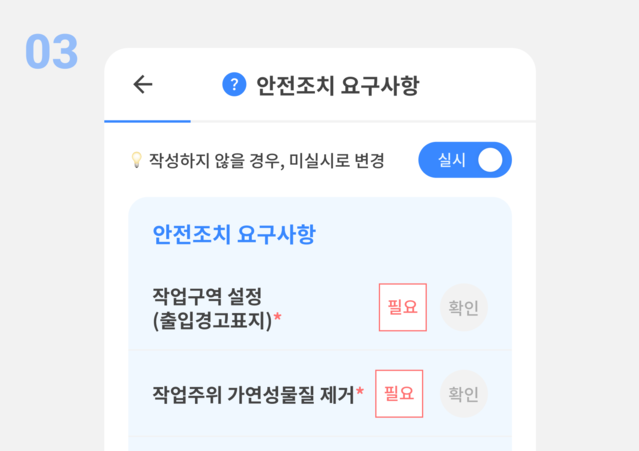 03
? 안전조치 요구사항
작성하지 않을 경우, 미실시로 변경 실시
안전조치 요구사항
작업구역 설정
(출입경고표지)* 필요 확인
작업주위 가연성물질 제거* 필요 확인